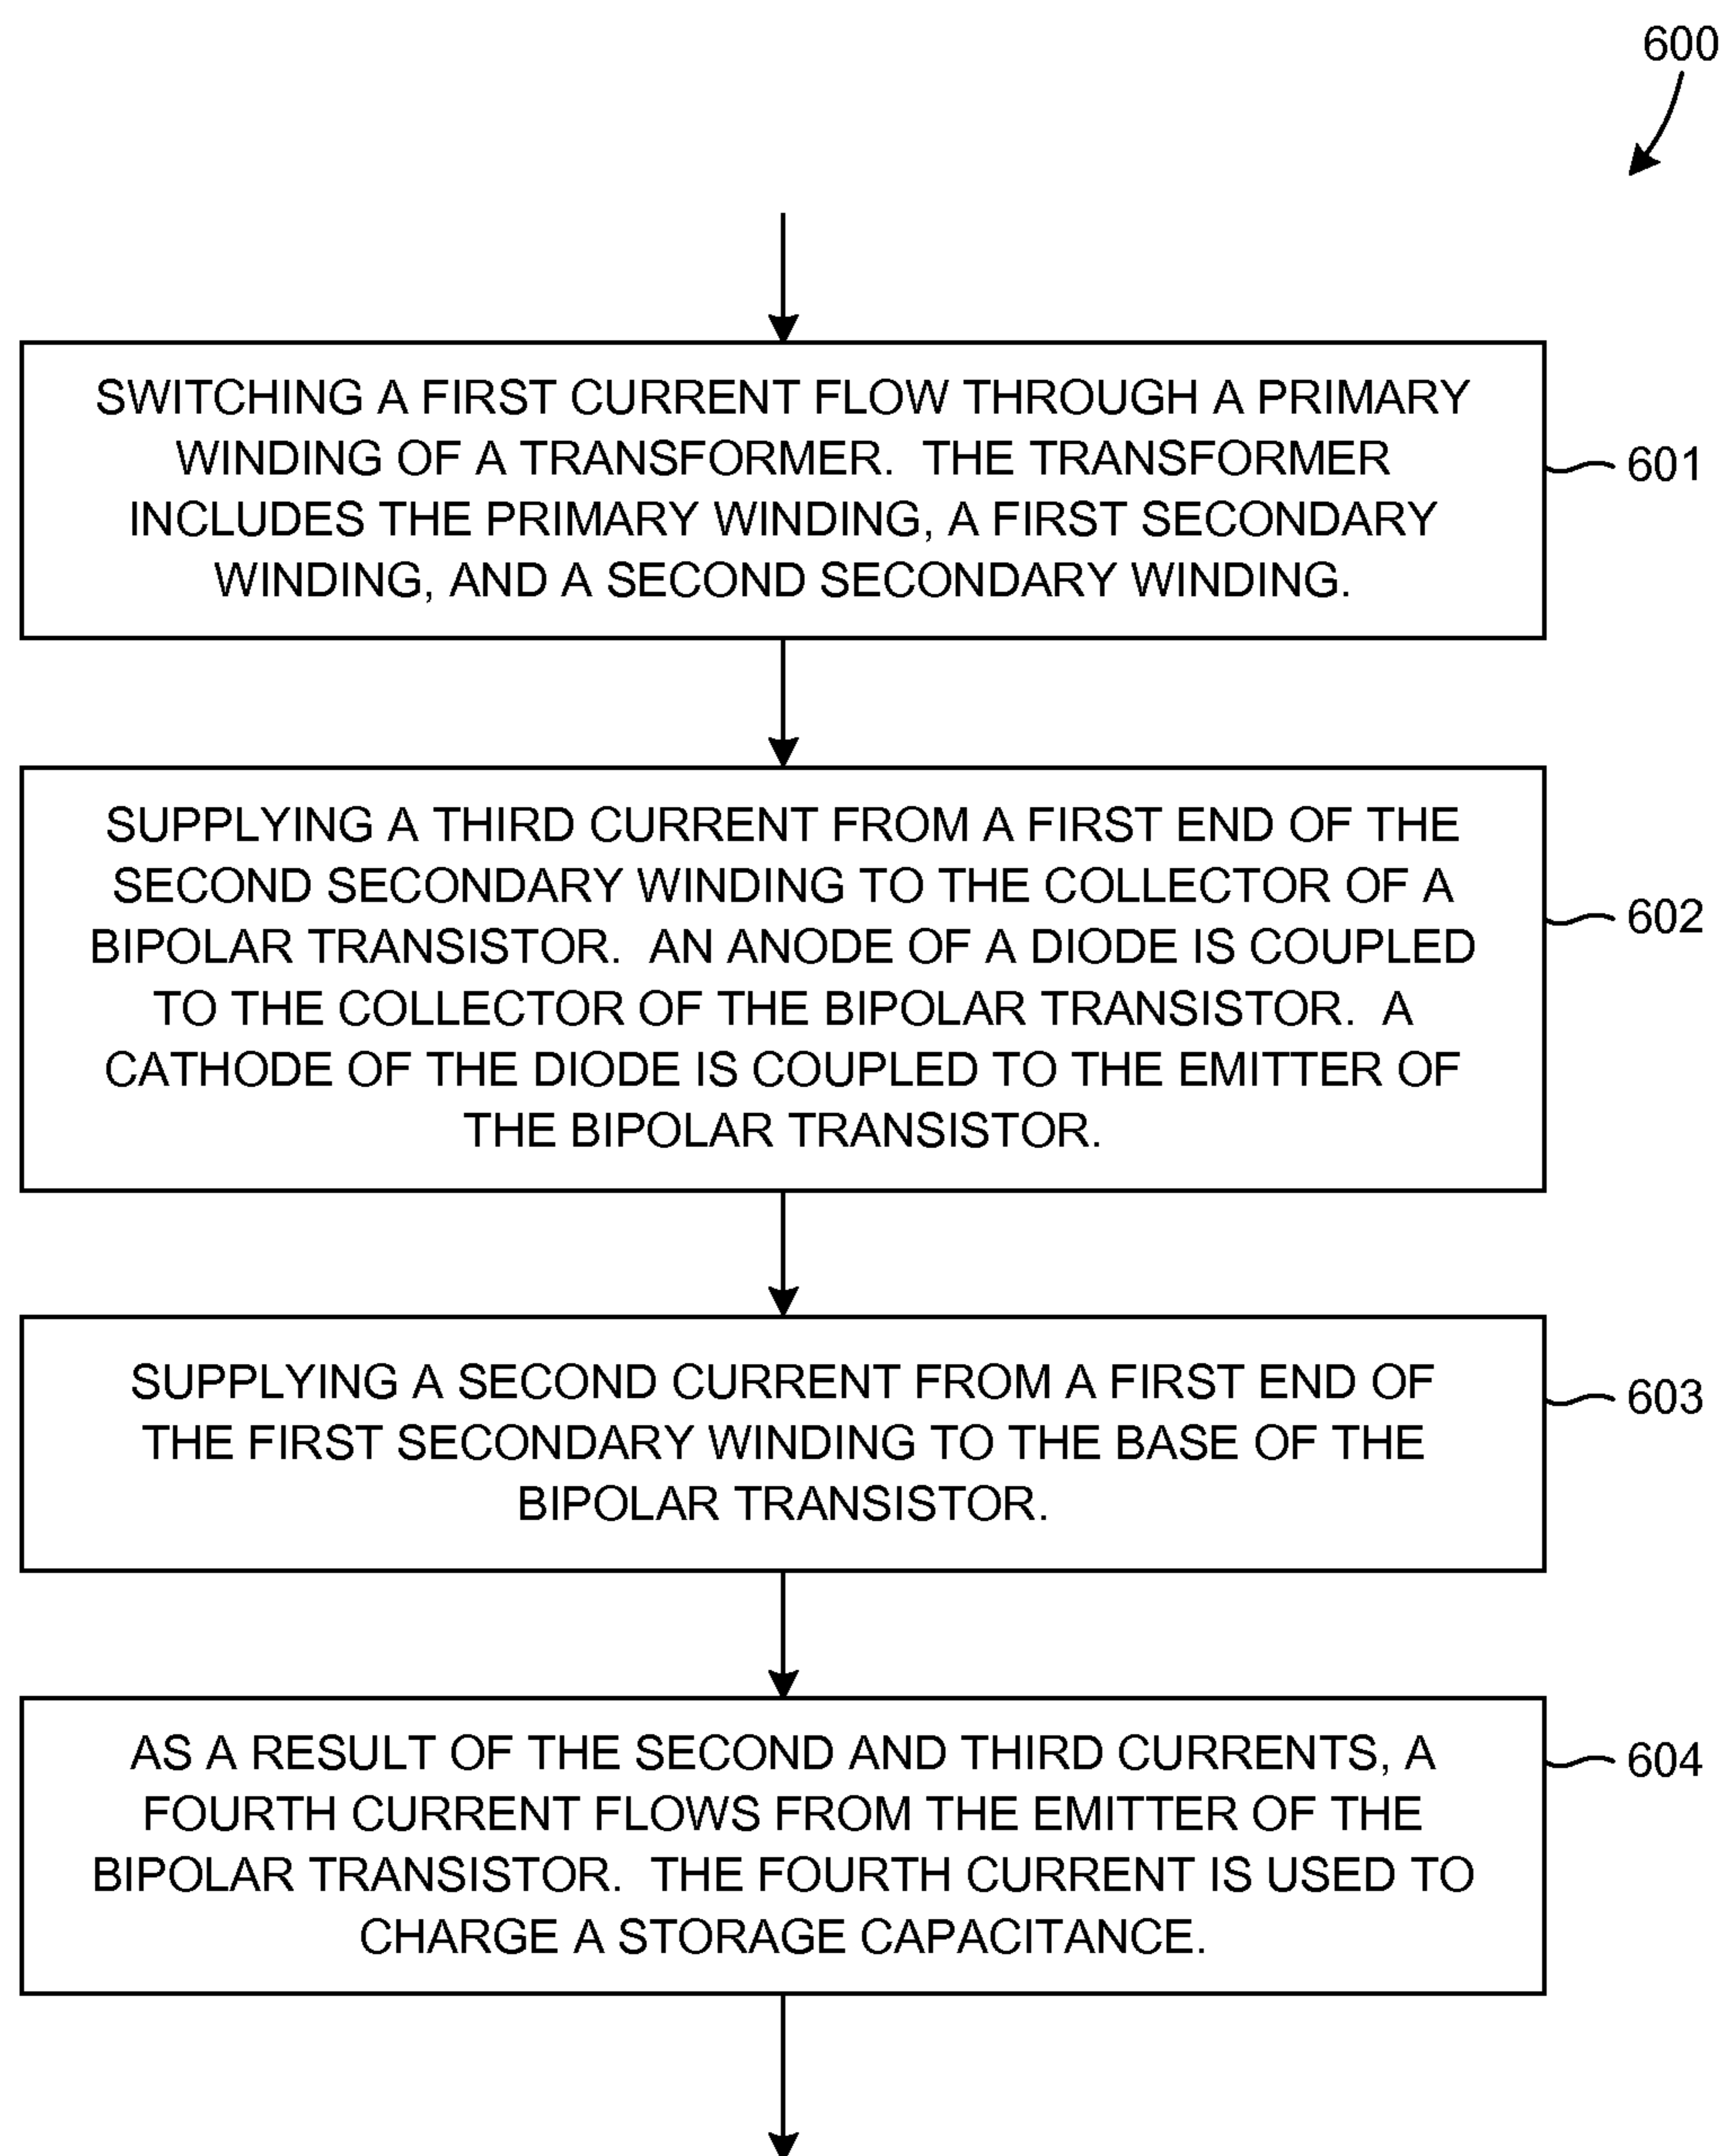 600
SWITCHING A FIRST CURRENT FLOW THROUGH A PRIMARY
WINDING OF A TRANSFORMER.  THE TRANSFORMER
INCLUDES THE PRIMARY WINDING, A FIRST SECONDARY
WINDING, AND A SECOND SECONDARY WINDING.
601
SUPPLYING A THIRD CURRENT FROM A FIRST END OF THE
SECOND SECONDARY WINDING TO THE COLLECTOR OF A
BIPOLAR TRANSISTOR.  AN ANODE OF A DIODE IS COUPLED
TO THE COLLECTOR OF THE BIPOLAR TRANSISTOR.  A
CATHODE OF THE DIODE IS COUPLED TO THE EMITTER OF
THE BIPOLAR TRANSISTOR.
602
SUPPLYING A SECOND CURRENT FROM A FIRST END OF
THE FIRST SECONDARY WINDING TO THE BASE OF THE
BIPOLAR TRANSISTOR.
603
AS A RESULT OF THE SECOND AND THIRD CURRENTS, A
FOURTH CURRENT FLOWS FROM THE EMITTER OF THE
BIPOLAR TRANSISTOR.  THE FOURTH CURRENT IS USED TO
CHARGE A STORAGE CAPACITANCE.
604